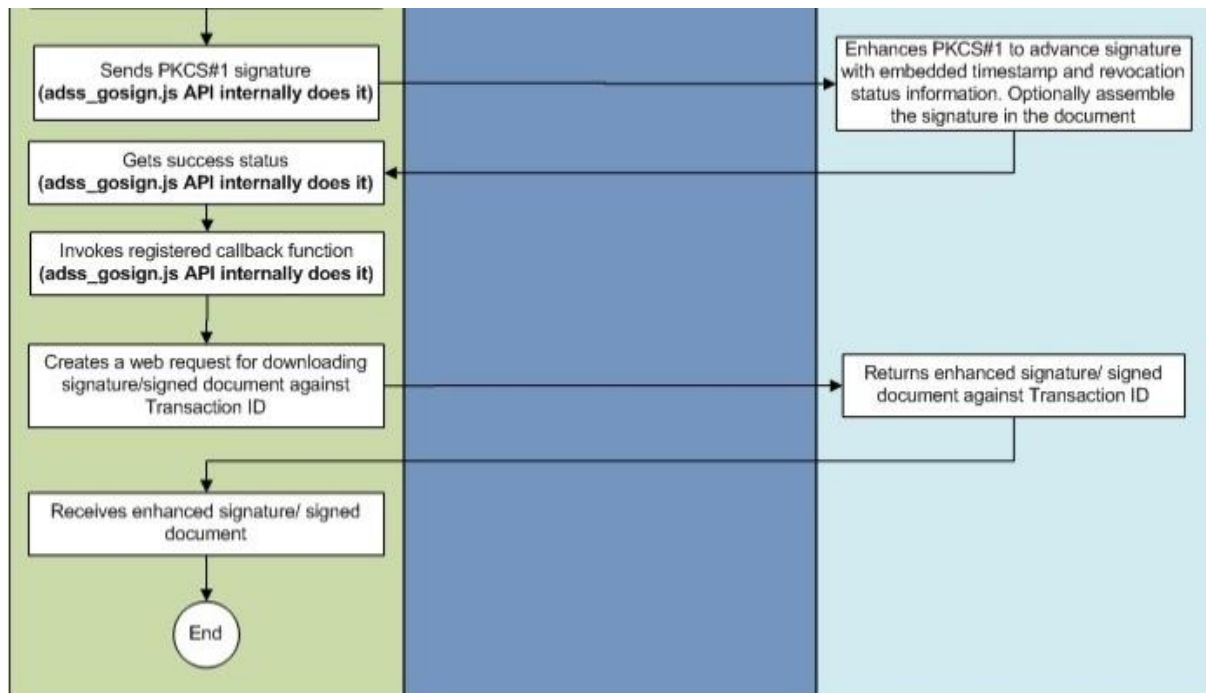 Sends PKCS#1 signature
(adss_gosign.js API internally does it)
Enhances PKCS#1 to advance signature
with embedded timestamp and revocation
status information. Optionally assemble
the signature in the document
Gets success status
(adss_gosign.js API internally does it)
Invokes registered callback function
(adss_gosign.js API internally does it)
Creates a web request for downloading
signature/signed document against
Transaction ID
Returns enhanced signature/ signed
document against Transaction ID
Receives enhanced signature/ signed
document
End